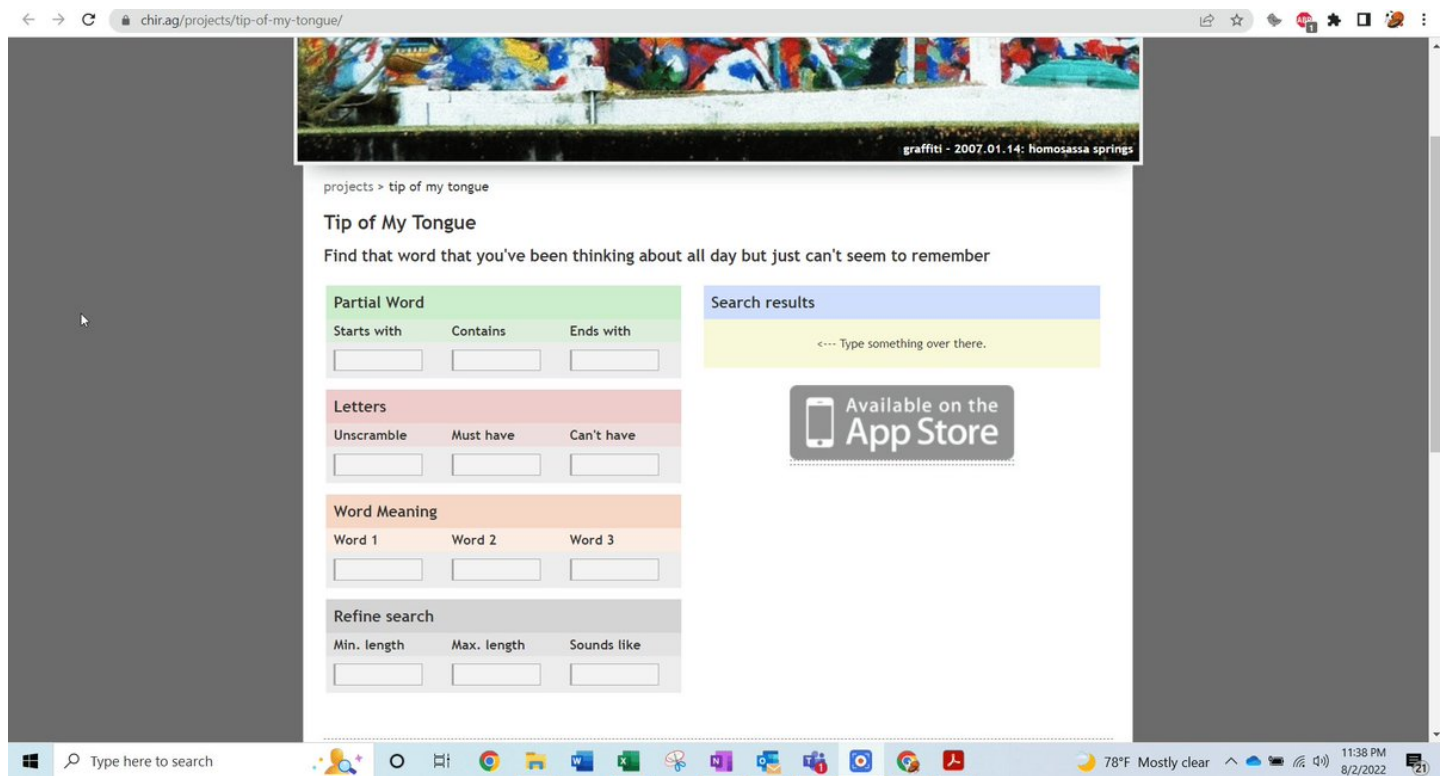 chir.ag/projects/tip-of-my-tongue/
ABP
1
graffiti - 2007.01.14: homosassa springs
projects > tip of my tongue
Tip of My Tongue
Find that word that you've been thinking about all day but just can't seem to remember
Partial Word
Starts with Contains Ends with
Letters
Unscramble Must have Can't have
Word Meaning
Word 1 Word 2 Word 3
Refine search
Min. length Max. length Sounds like
Search results
<--- Type something over there.
Available on the
App Store
Type here to search
78°F Mostly clear
11:38 PM
8/2/2022
21